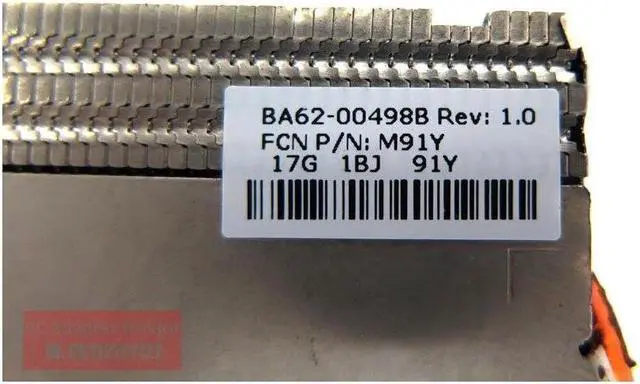 BA62-00498B Rev: 1.0
FCN P/N: M91Y
17G 1BJ 91Y